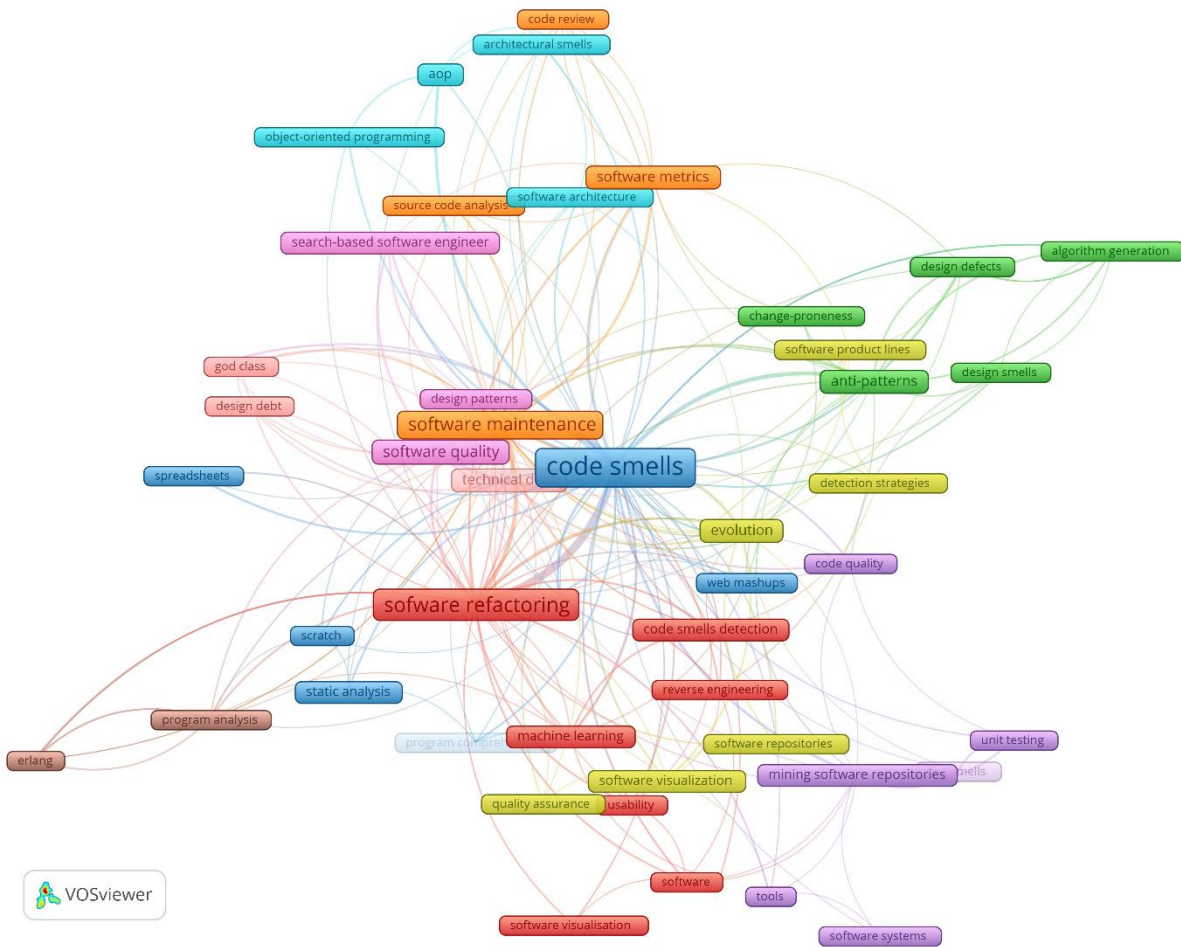 code review
architectural smells
aop
object-oriented programming
software metrics
software architecture
source code analysis
search-based software engineer
algorithm generation
design defects
change-proneness
software product lines
god class
design smells
anti-patterns
design patterns
design debt
software maintenance
software quality
code smells
spreadsheets
technical d
detection strategies
evolution
code quality
web mashups
sofware refactoring
code smells detection
scratch
static analysis
reverse engineering
program analysis
machine learning
program compre
software repositories
unit testing
erlang
mining software repositories
mells
software visualization
quality assurance
usability
software
tools
software visualisation
software systems
VOSviewer